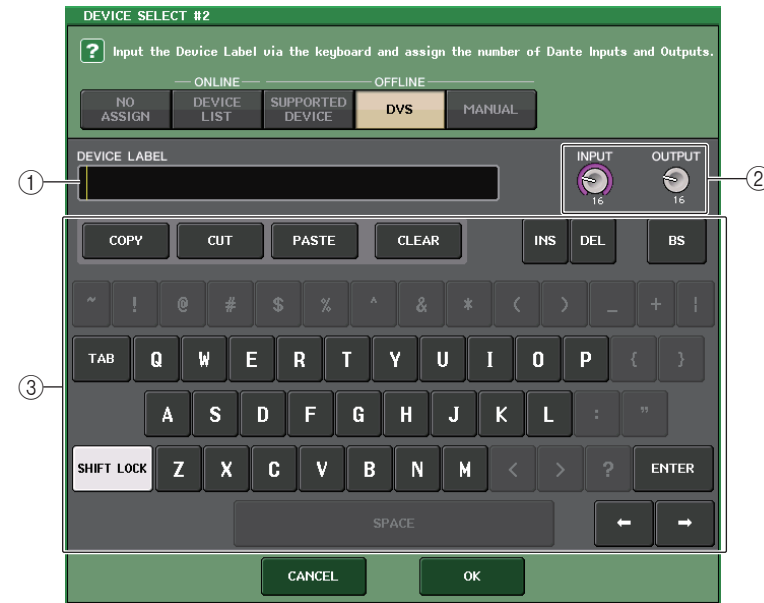 DEVICE SELECT #2
? Input the Device Label via the keyboard and assign the number of Dante Inputs and Outputs.
ONLINE OFFLINE
NO ASSIGN DEVICE LIST SUPPORTED DEVICE DVS MANUAL
DEVICE LABEL INPUT OUTPUT
① ②
16 16
COPY CUT PASTE CLEAR INS DEL BS
~ ! @ # $ % ^ & * ( ) _ + ¦
TAB Q W E R T Y U I O P { }
③
A S D F G H J K L : "
SHIFT LOCK Z X C V B N M < > ? ENTER
SPACE ← →
CANCEL OK